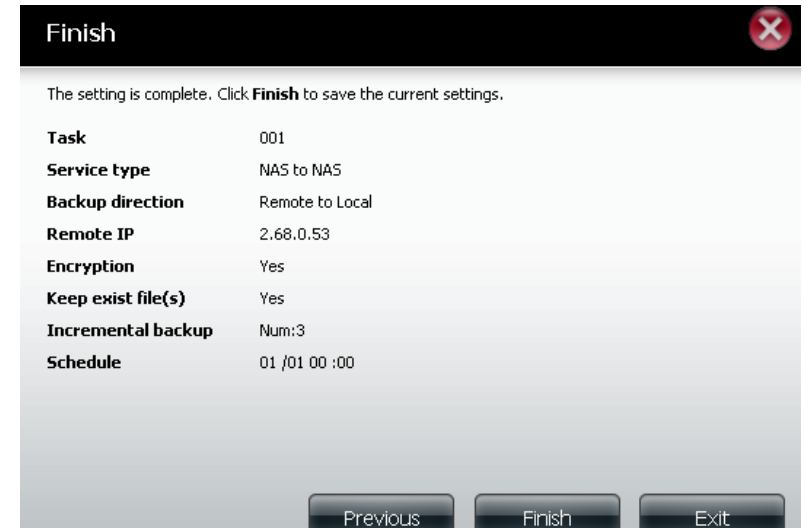 Finish
The setting is complete. Click Finish to save the current settings.
Task 001
Service type NAS to NAS
Backup direction Remote to Local
Remote IP 2.68.0.53
Encryption Yes
Keep exist file(s) Yes
Incremental backup Num:3
Schedule 01 /01 00 :00
Previous Finish Exit